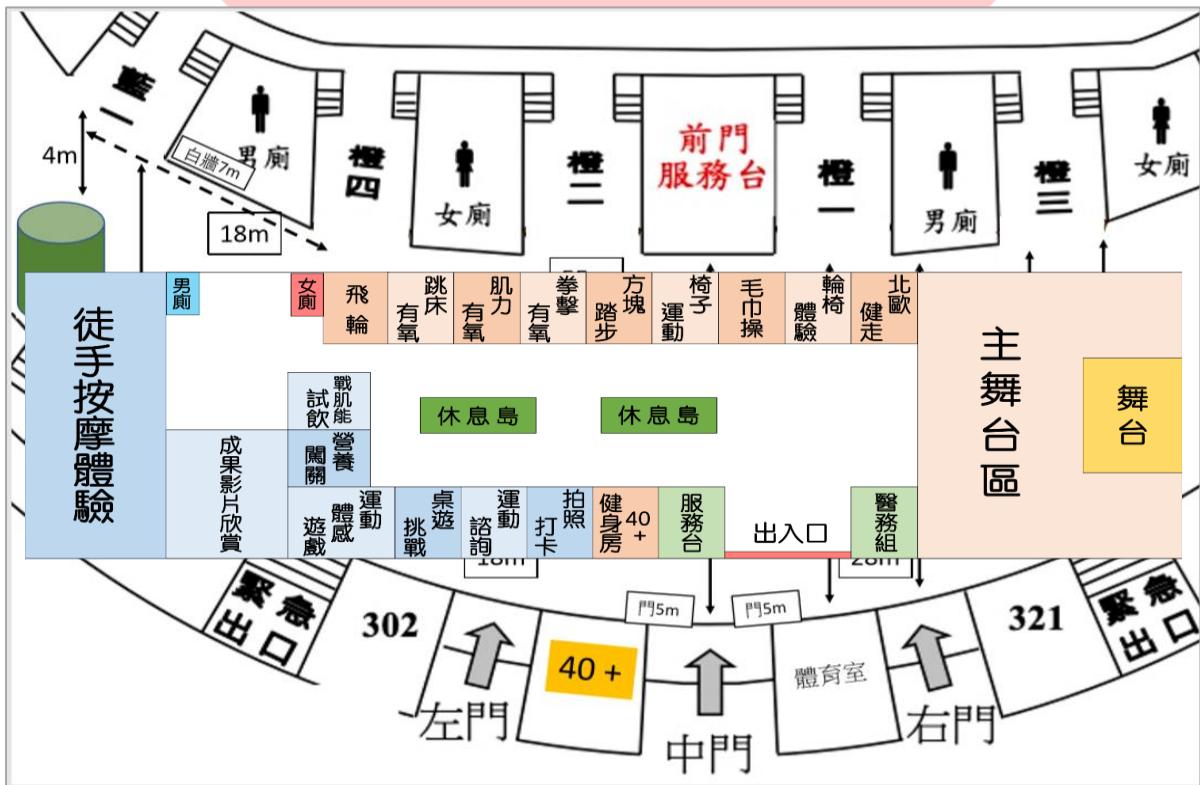 藍一
4m
男廁
白牆7m
18m
橙四
女廁
橙二
前門
服務台
橙一
男廁
橙三
女廁
男廁
女廁
飛輪
跳床
有氧
肌力
有氧
拳擊
有氧
方塊
踏步
椅子
運動
毛巾操
輪椅
體驗
北歐
健走
徒手按摩體驗
主舞台區
舞台
戰肌能
試飲
休息島
休息島
成果影片欣賞
營養
闖關
運動
體感
遊戲
桌遊
挑戰
運動
諮詢
拍照
打卡
40+
健身房
服務台
出入口
醫務組
18m
28m
緊急
出口
302
門5m
門5m
321
緊急
出口
40 +
體育室
左門
中門
右門